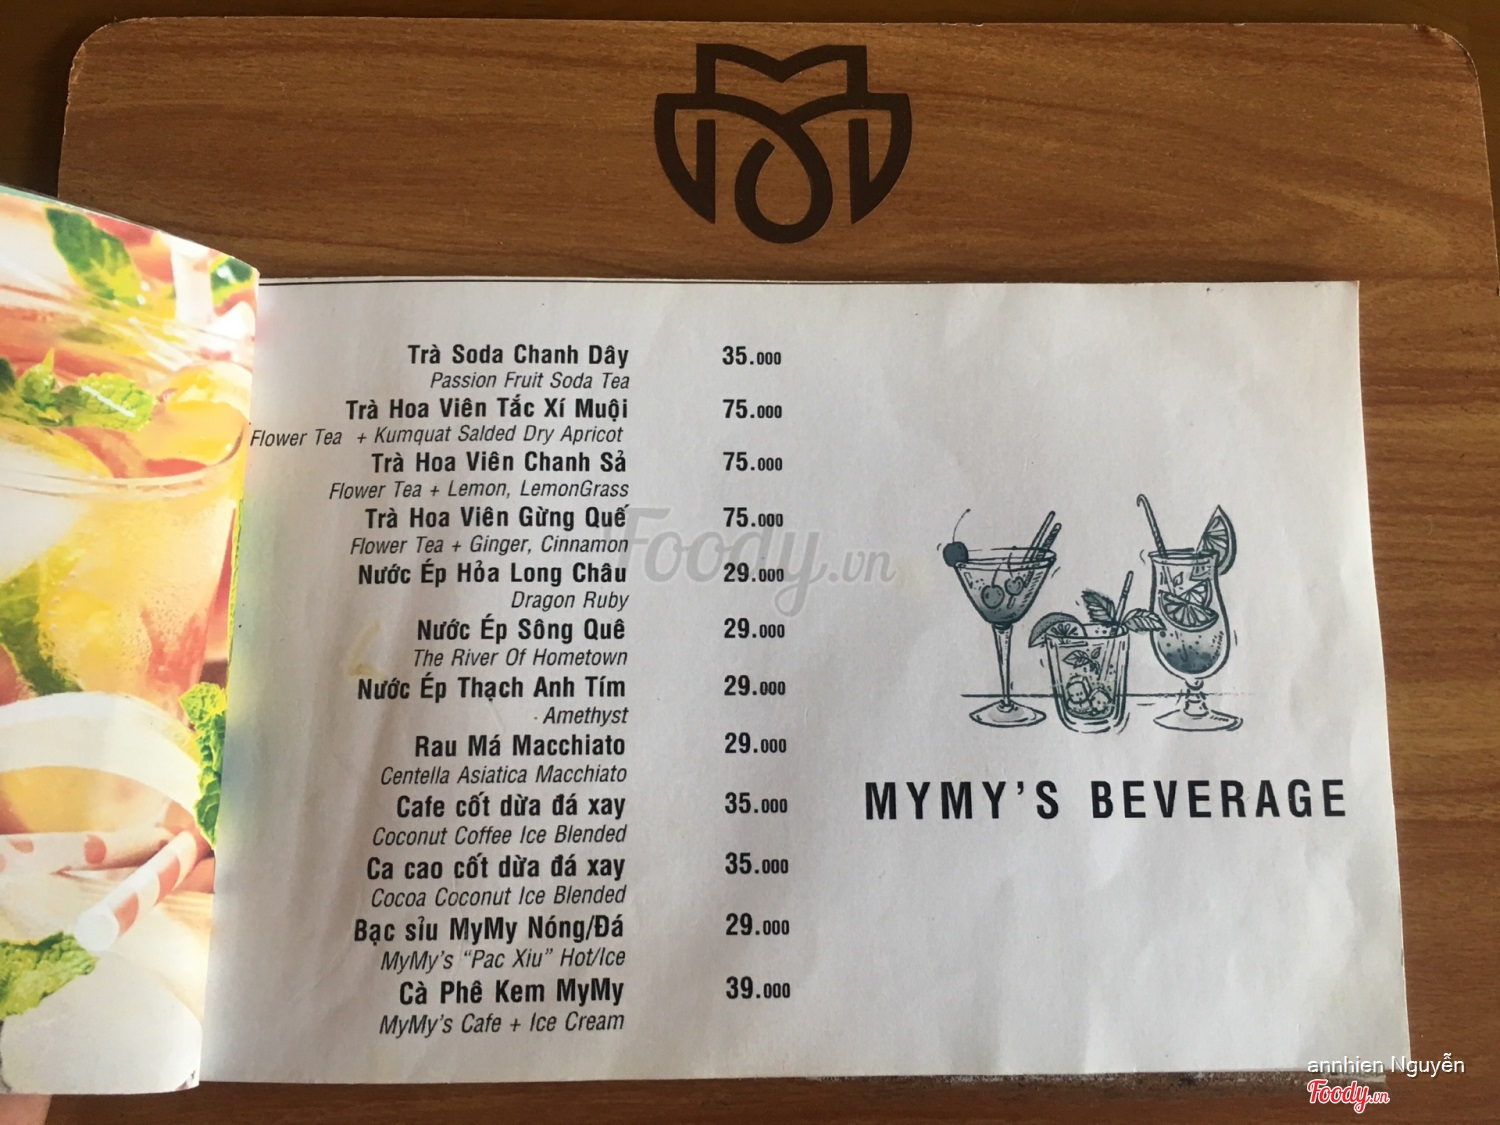 Trà Soda Chanh Dây 35.000
Passion Fruit Soda Tea
Trà Hoa Viên Tắc Xí Muội 75.000
Flower Tea + Kumquat Salded Dry Apricot
Trà Hoa Viên Chanh Sả 75.000
Flower Tea + Lemon, LemonGrass
Trà Hoa Viên Gừng Quế 75.000
Flower Tea + Ginger, Cinnamon
Nước Ép Hỏa Long Châu 29.000
Dragon Ruby
Nước Ép Sông Quê 29.000
The River Of Hometown
Nước Ép Thạch Anh Tím 29.000
Amethyst
Rau Má Macchiato 29.000
Centella Asiatica Macchiato
Cafe cốt dừa đá xay 35.000
Coconut Coffee Ice Blended
Ca cao cốt dừa đá xay 35.000
Cocoa Coconut Ice Blended
Bạc sỉu MyMy Nóng/Đá 29.000
MyMy's "Pac Xiu" Hot/Ice
Cà Phê Kem MyMy 39.000
MyMy's Cafe + Ice Cream
MYMY'S BEVERAGE
Foody.vn
annhien Nguyễn
Foody.vn